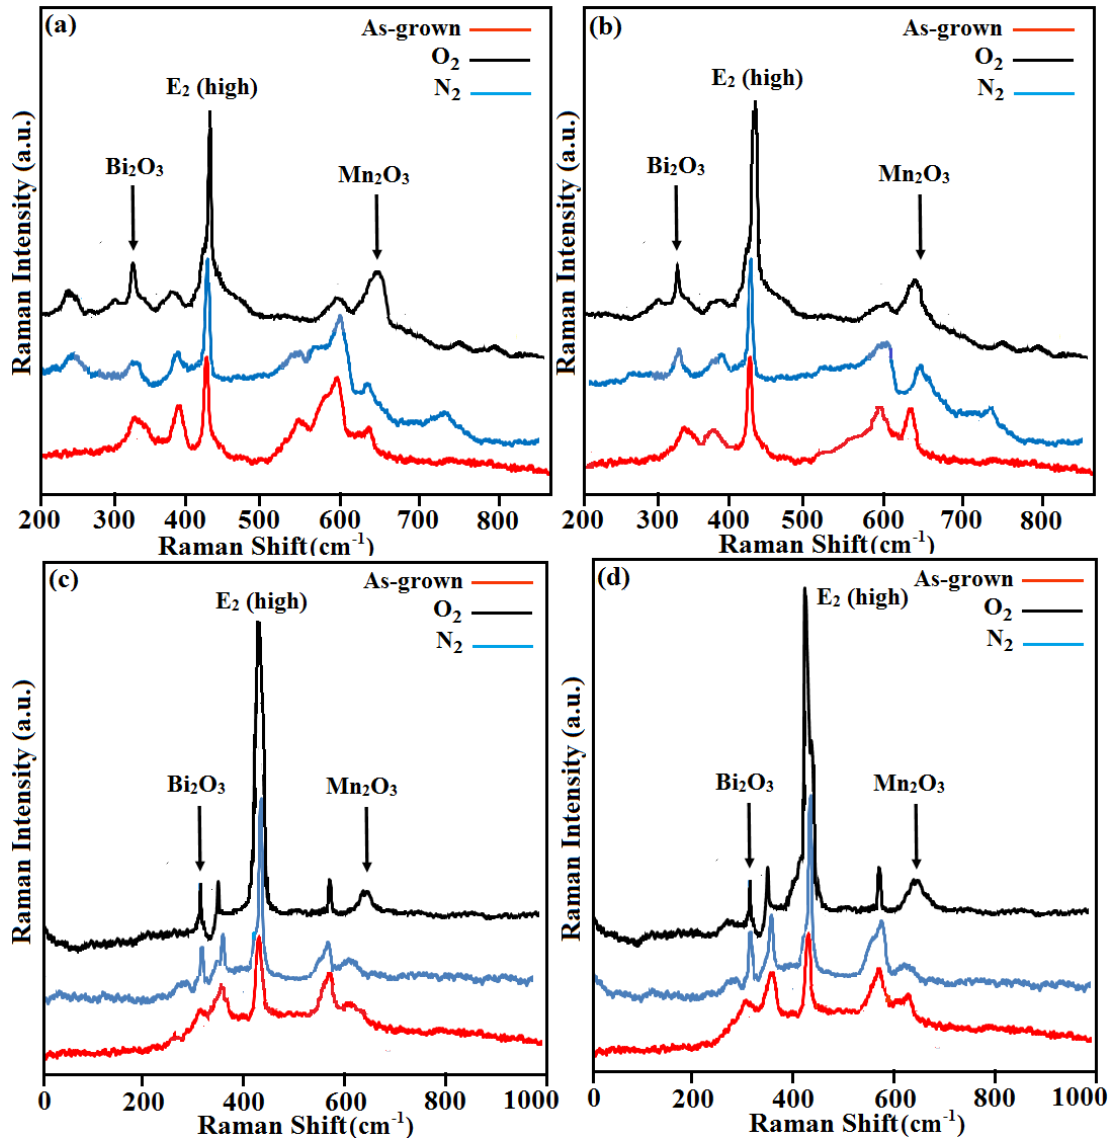 (a)
As-grown
O₂
N₂
E₂ (high)
Bi₂O₃
Mn₂O₃
Raman Intensity (a.u.)
200 300 400 500 600 700 800
Raman Shift(cm⁻¹)
(b)
As-grown
O₂
N₂
E₂ (high)
Bi₂O₃
Mn₂O₃
Raman Intensity (a.u.)
200 300 400 500 600 700 800
Raman Shift(cm⁻¹)
(c)
As-grown
O₂
N₂
E₂ (high)
Bi₂O₃
Mn₂O₃
Raman Intensity (a.u.)
0 200 400 600 800 1000
Raman Shift(cm⁻¹)
(d)
As-grown
O₂
N₂
E₂ (high)
Bi₂O₃
Mn₂O₃
Raman Intensity (a.u.)
0 200 400 600 800 1000
Raman Shift(cm⁻¹)